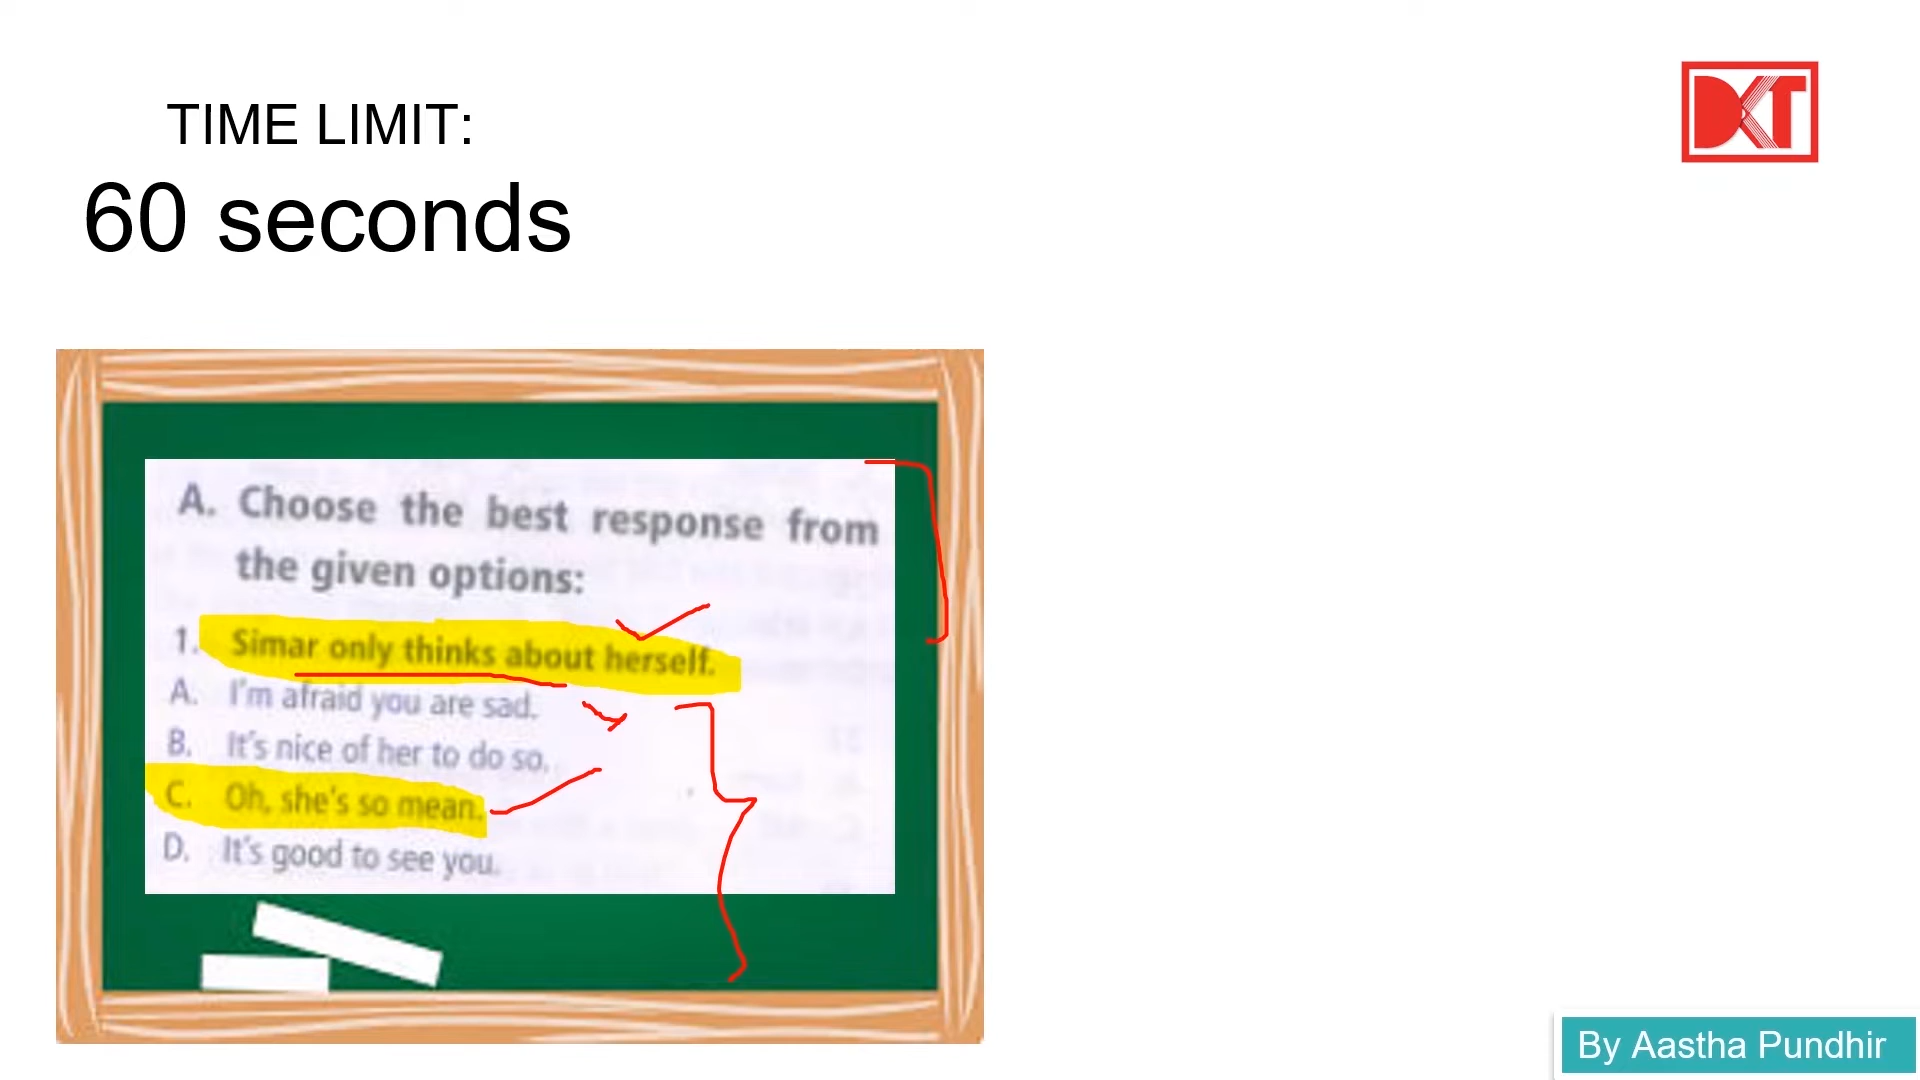 TIME LIMIT:
60 seconds
DKT
A. Choose the best response from
the given options:
1. Simar only thinks about herself.
A. I'm afraid you are sad.
B. It's nice of her to do so.
C. Oh, she's so mean.
D. It's good to see you.
By Aastha Pundhir